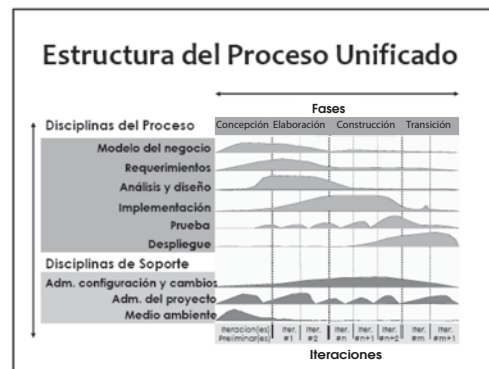 Estructura del Proceso Unificado
Fases
Disciplinas del Proceso
Concepción Elaboración Construcción Transición
Modelo del negocio
Requerimientos
Análisis y diseño
Implementación
Prueba
Despliegue
Disciplinas de Soporte
Adm. configuración y cambios
Adm. del proyecto
Medio ambiente
Iteracion(es) Preliminar(es)
Iter. #1
Iter. #2
Iter. #n
Iter. #n+1
Iter. #n+2
Iter. #m
Iter. #m+1
Iteraciones